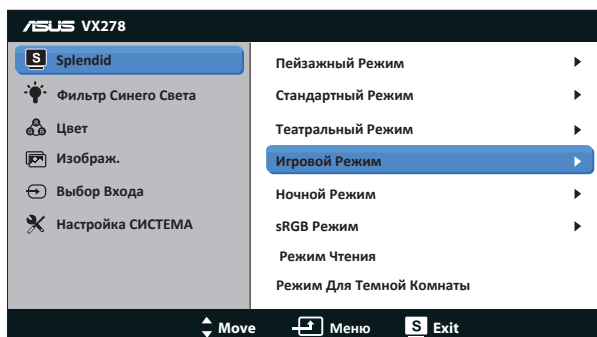 ASUS VX278
S Splendid
Фильтр Синего Света
Цвет
Изображ.
Выбор Входа
Настройка СИСТЕМА
Пейзажный Режим
Стандартный Режим
Театральный Режим
Игровой Режим
Ночной Режим
sRGB Режим
Режим Чтения
Режим Для Темной Комнаты
Move Меню S Exit